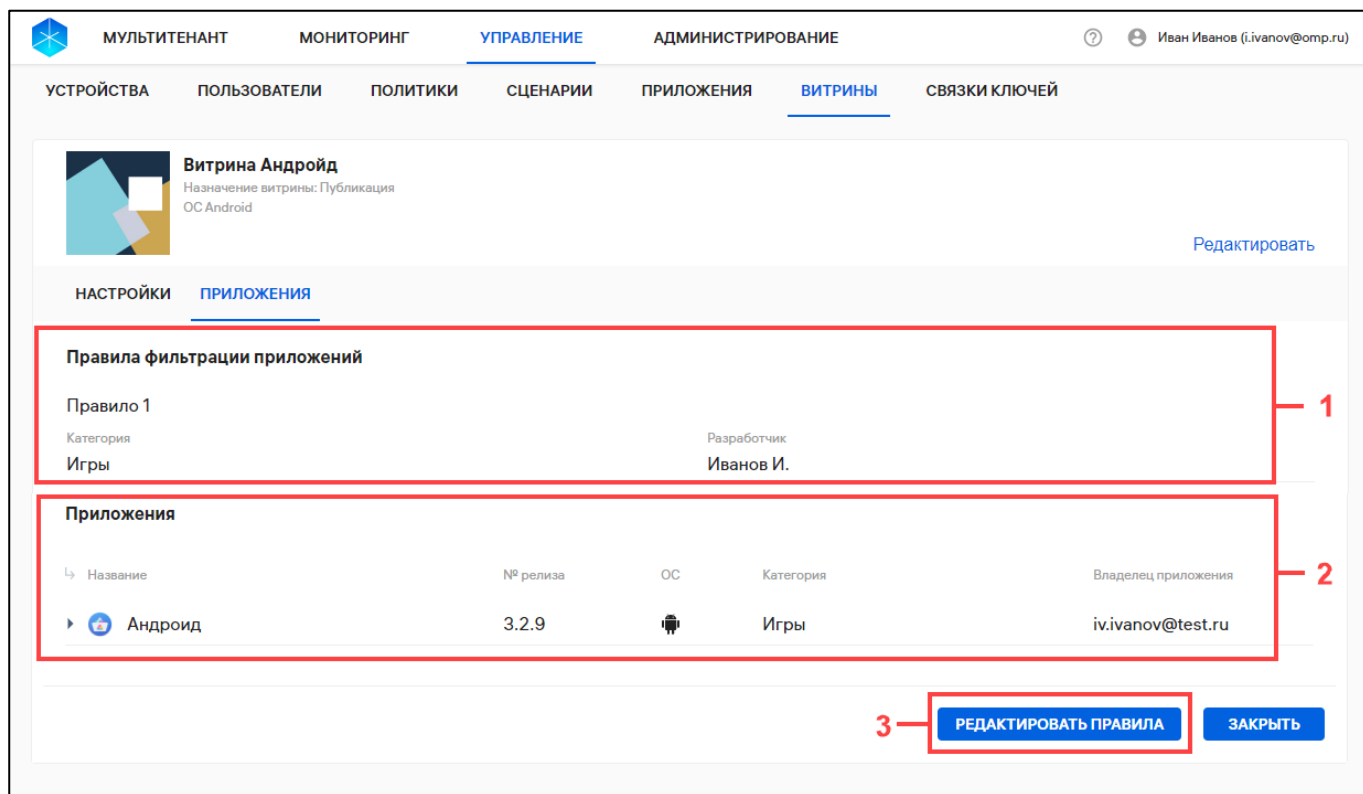 МУЛЬТИТЕНАНТ МОНИТОРИНГ УПРАВЛЕНИЕ АДМИНИСТРИРОВАНИЕ ? Иван Иванов (i.ivanov@omp.ru)
УСТРОЙСТВА ПОЛЬЗОВАТЕЛИ ПОЛИТИКИ СЦЕНАРИИ ПРИЛОЖЕНИЯ ВИТРИНЫ СВЯЗКИ КЛЮЧЕЙ
Витрина Андройд
Назначение витрины: Публикация
ОС Android
Редактировать
НАСТРОЙКИ ПРИЛОЖЕНИЯ
Правила фильтрации приложений
Правило 1
1
Категория Разработчик
Игры Иванов И.
Приложения
Название № релиза ОС Категория Владелец приложения
2
Андроид 3.2.9 Игры iv.ivanov@test.ru
3 РЕДАКТИРОВАТЬ ПРАВИЛА ЗАКРЫТЬ